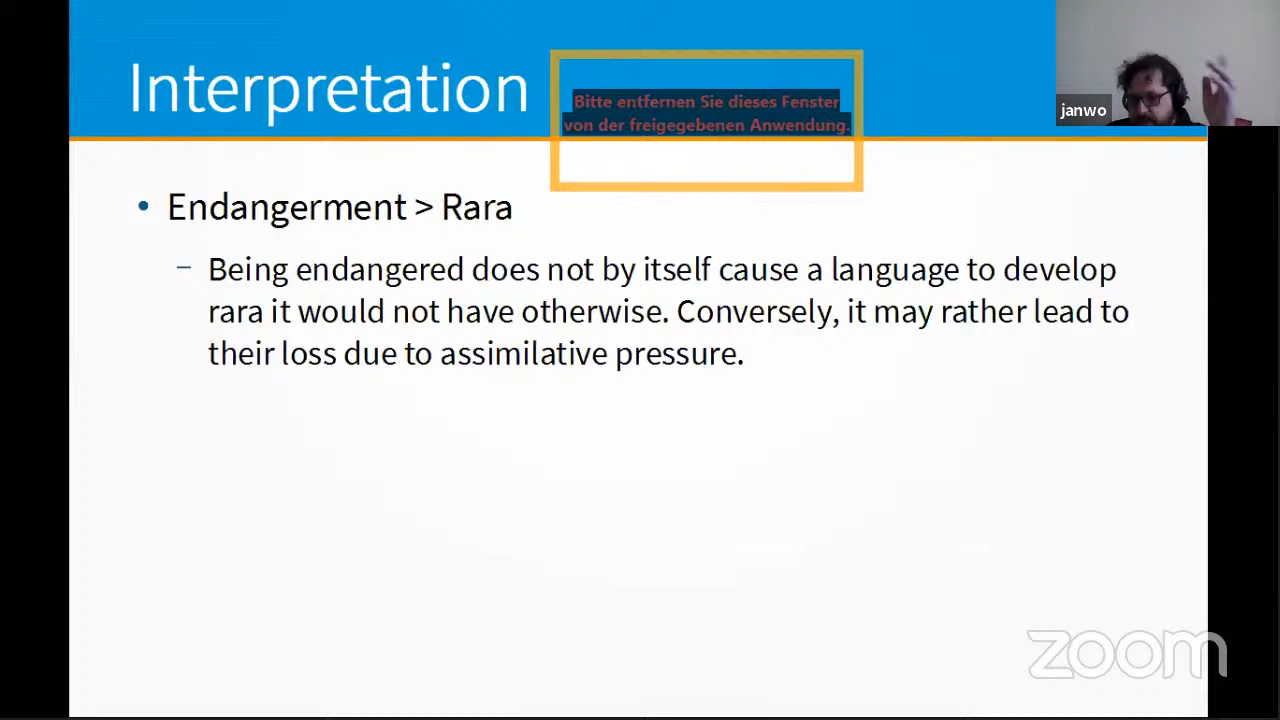 Interpretation
Bitte entfernen Sie dieses Fenster
von der freigegebenen Anwendung.
janwo
• Endangerment > Rara
– Being endangered does not by itself cause a language to develop
rara it would not have otherwise. Conversely, it may rather lead to
their loss due to assimilative pressure.
zoom